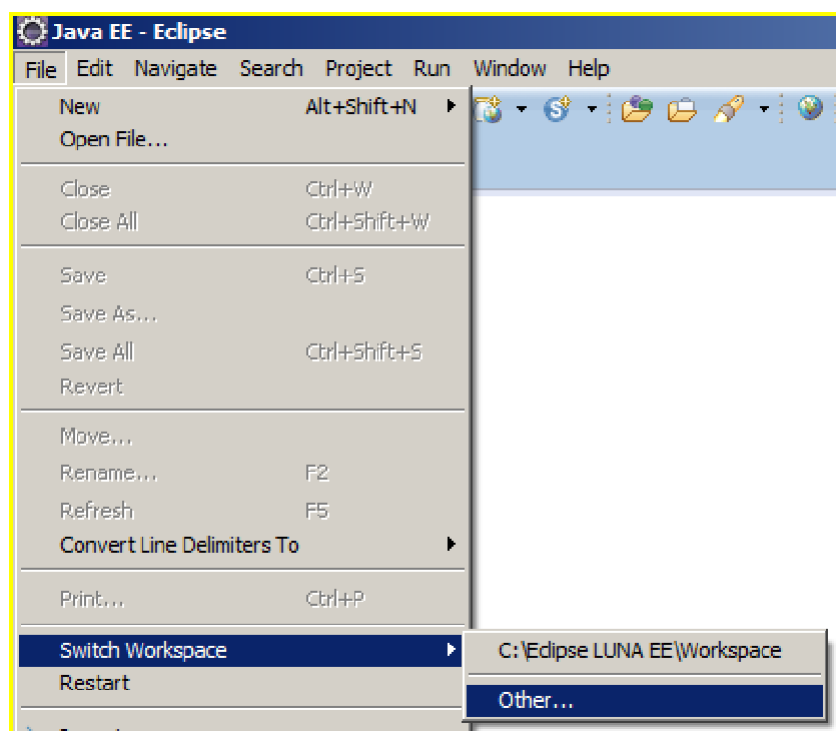 Java EE - Eclipse
File Edit Navigate Search Project Run Window Help
New Alt+Shift+N
Open File...
Close Ctrl+W
Close All Ctrl+Shift+W
Save Ctrl+S
Save As...
Save All Ctrl+Shift+S
Revert
Move...
Rename... F2
Refresh F5
Convert Line Delimiters To
Print... Ctrl+P
Switch Workspace
C:\Eclipse LUNA EE\Workspace
Restart
Other...